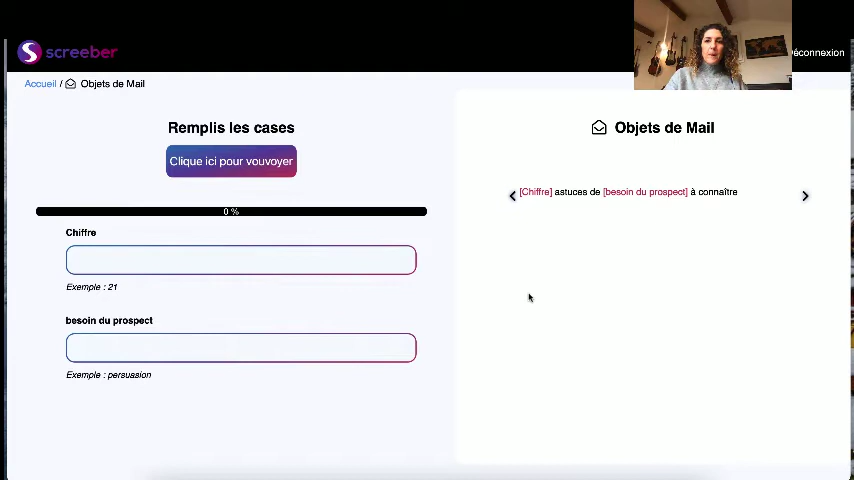 screeber
éconnexion
Accueil / Objets de Mail
Remplis les cases
Clique ici pour vouvoyer
0 %
Chiffre
Exemple : 21
besoin du prospect
Exemple : persuasion
Objets de Mail
[Chiffre] astuces de [besoin du prospect] à connaître